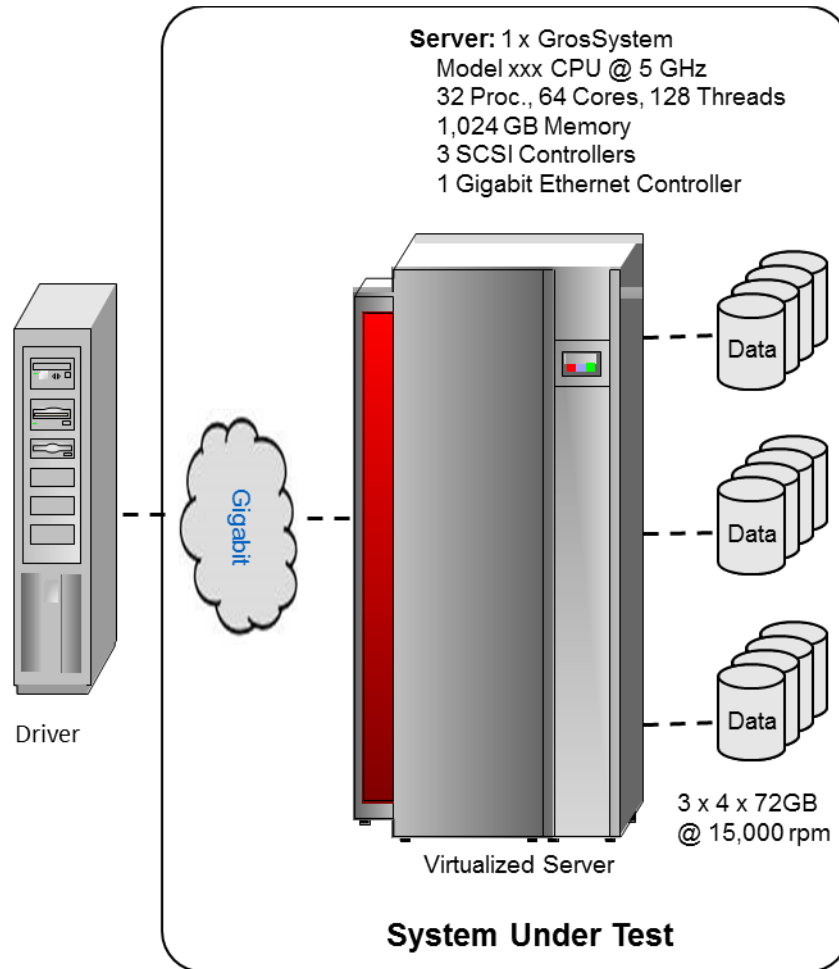 Server: 1 x GrosSystem
Model xxx CPU @ 5 GHz
32 Proc., 64 Cores, 128 Threads
1,024 GB Memory
3 SCSI Controllers
1 Gigabit Ethernet Controller
Data
Gigabit
Data
Data
Driver
3 x 4 x 72GB
@ 15,000 rpm
Virtualized Server
System Under Test